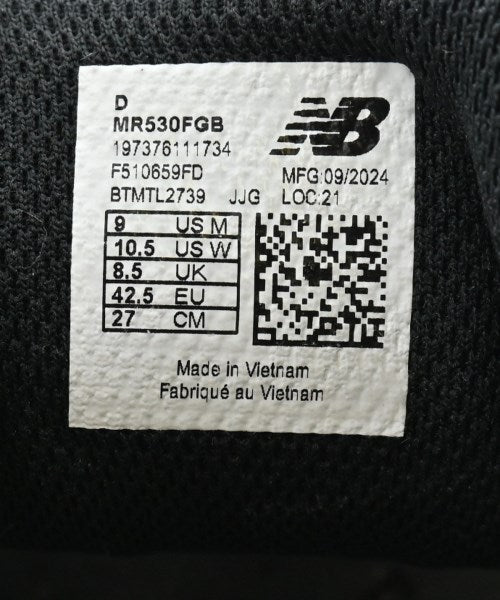 D
MR530FGB
197376111734
F510659FD
BTMTL2739 JJG
NB
MFG:09/2024
LOC:21
9 US M
10.5 US W
8.5 UK
42.5 EU
27 CM
Made in Vietnam
Fabriqué au Vietnam